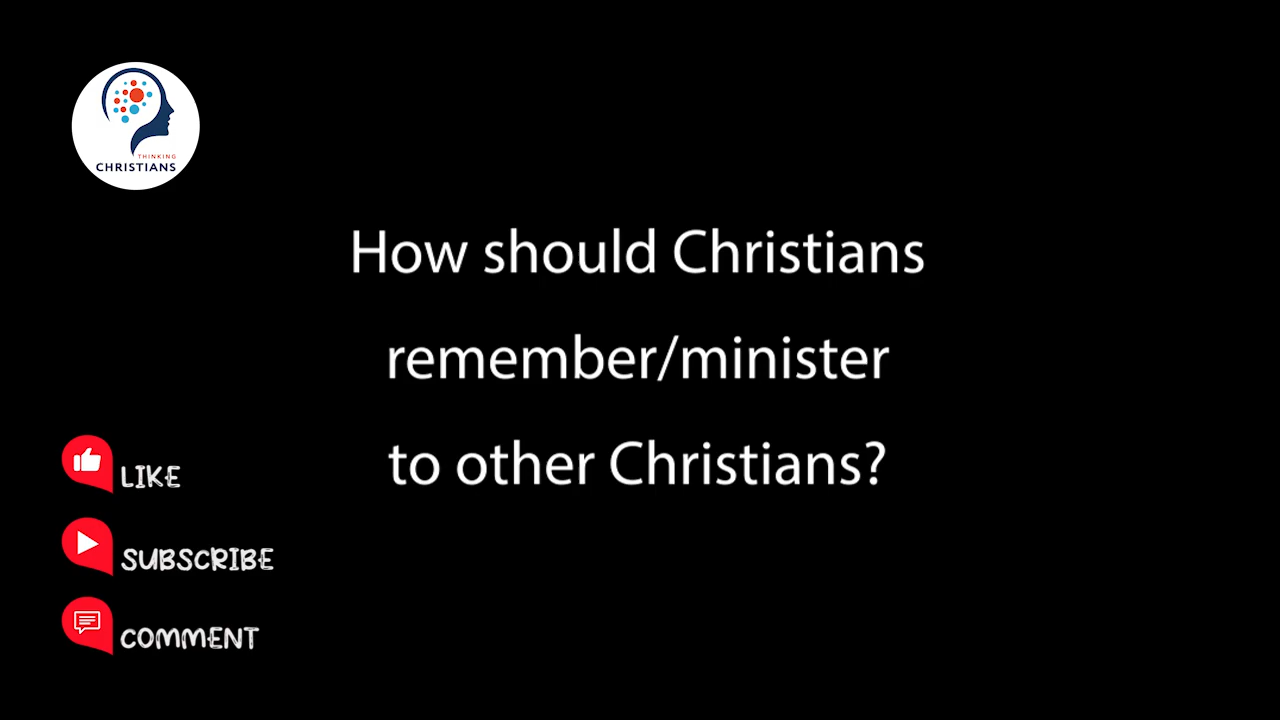 THINKING
CHRISTIANS
How should Christians
remember/minister
to other Christians?
LIKE
SUBSCRIBE
COMMENT